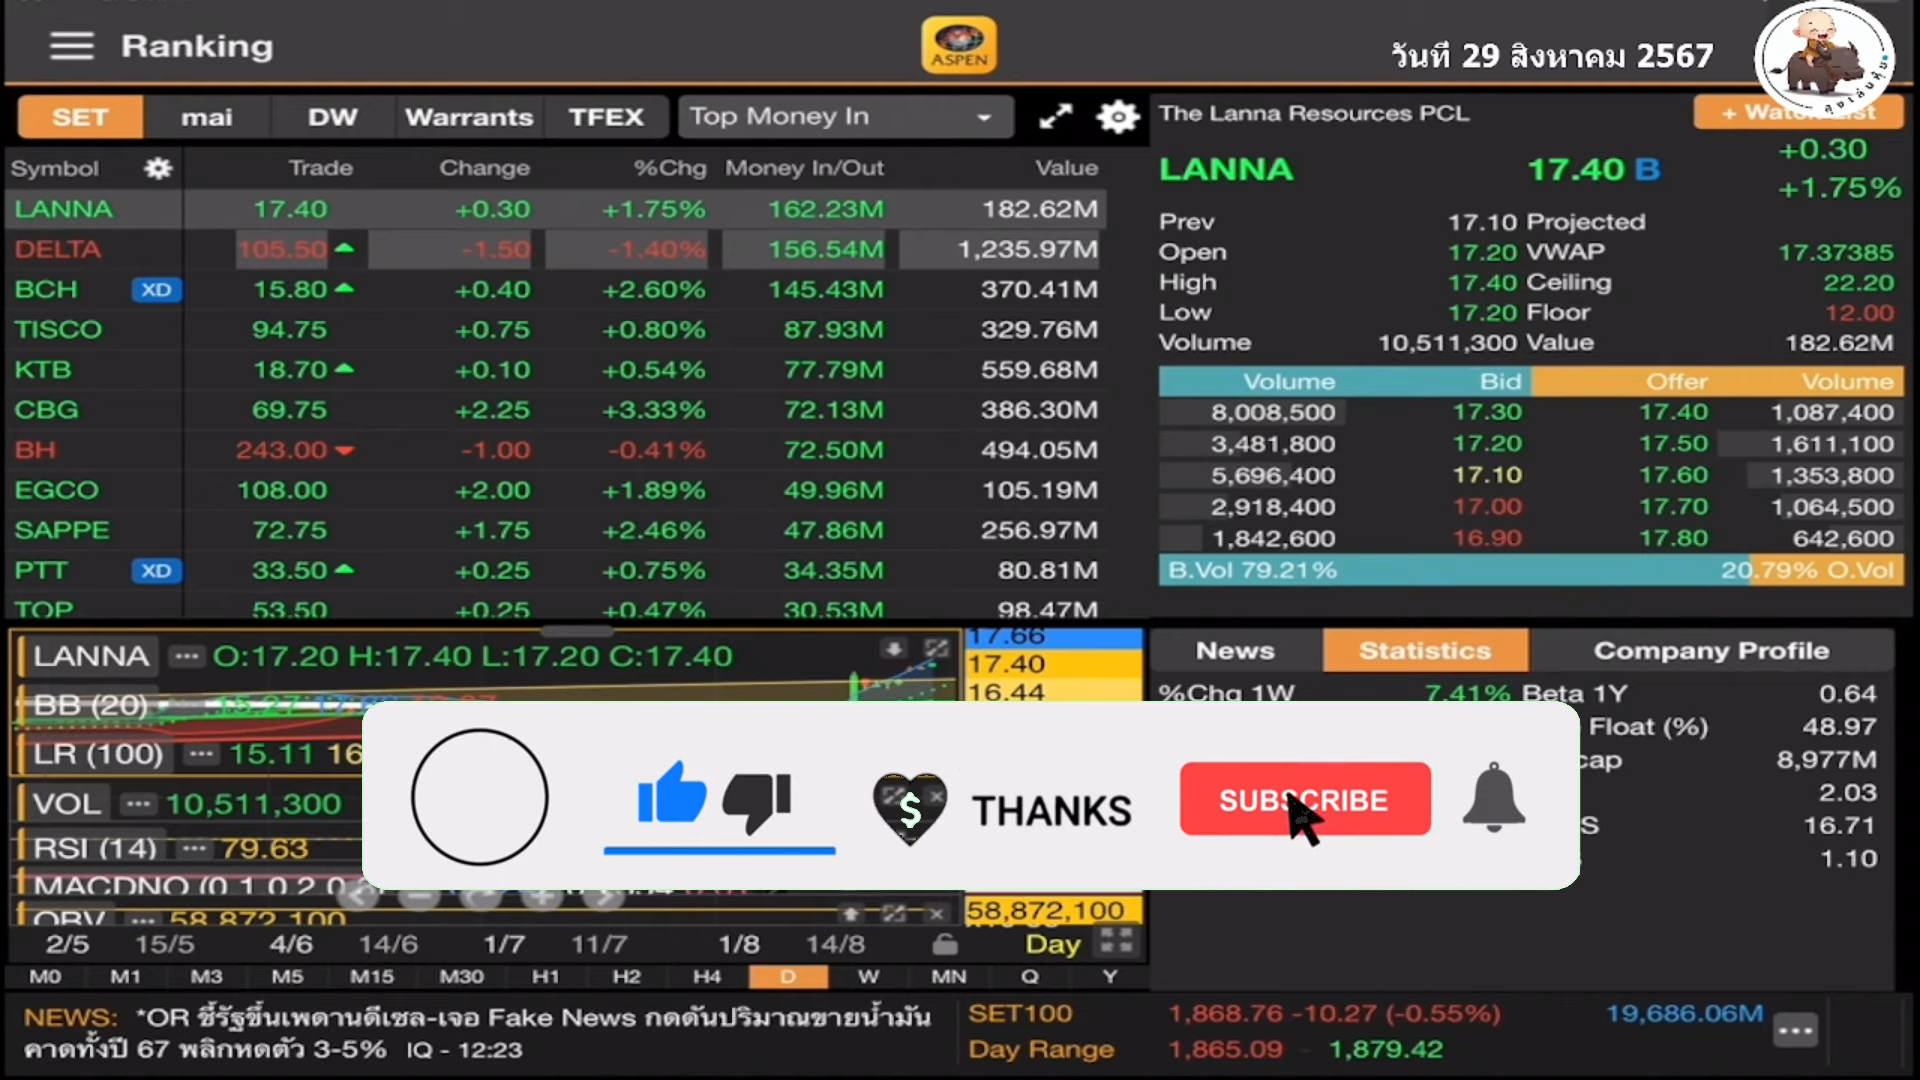 Ranking
ASPEN
วันที่ 29 สิงหาคม 2567
ลุงเล่นหุ้น
SET mai DW Warrants TFEX Top Money In
Symbol Trade Change %Chg Money In/Out Value
LANNA 17.40 +0.30 +1.75% 162.23M 182.62M
DELTA 105.50 -1.50 -1.40% 156.54M 1,235.97M
BCH XD 15.80 +0.40 +2.60% 145.43M 370.41M
TISCO 94.75 +0.75 +0.80% 87.93M 329.76M
KTB 18.70 +0.10 +0.54% 77.79M 559.68M
CBG 69.75 +2.25 +3.33% 72.13M 386.30M
BH 243.00 -1.00 -0.41% 72.50M 494.05M
EGCO 108.00 +2.00 +1.89% 49.96M 105.19M
SAPPE 72.75 +1.75 +2.46% 47.86M 256.97M
PTT XD 33.50 +0.25 +0.75% 34.35M 80.81M
TOP 53.50 +0.25 +0.47% 30.53M 98.47M
The Lanna Resources PCL
LANNA 17.40 B +0.30
+1.75%
Prev 17.10 Projected
Open 17.20 VWAP 17.37385
High 17.40 Ceiling 22.20
Low 17.20 Floor 12.00
Volume 10,511,300 Value 182.62M
Volume Bid Offer Volume
8,008,500 17.30 17.40 1,087,400
3,481,800 17.20 17.50 1,611,100
5,696,400 17.10 17.60 1,353,800
2,918,400 17.00 17.70 1,064,500
1,842,600 16.90 17.80 642,600
B.Vol 79.21% 20.79% O.Vol
LANNA ... O:17.20 H:17.40 L:17.20 C:17.40
BB (20)
LR (100) ... 15.11 16
VOL ... 10,511,300
RSI (14) ... 79.63
MACDNO (0 1 0 2 0
OBV ... 58,872,100
17.66
17.40
16.44
58,872,100
2/5 15/5 4/6 14/6 1/7 11/7 1/8 14/8 Day
M0 M1 M3 M5 M15 M30 H1 H2 H4 D W MN Q Y
News Statistics Company Profile
%Chg 1W 7.41% Beta 1Y 0.64
Float (%) 48.97
cap 8,977M
2.03
S 16.71
1.10
$ THANKS SUBSCRIBE
NEWS: *OR ชี้รัฐขึ้นเพดานดีเซล-เจอ Fake News กดดันปริมาณขายน้ำมัน
คาดทั้งปี 67 พลิกหดตัว 3-5% IQ - 12:23
SET100 1,868.76 -10.27 (-0.55%) 19,686.06M
Day Range 1,865.09 - 1,879.42